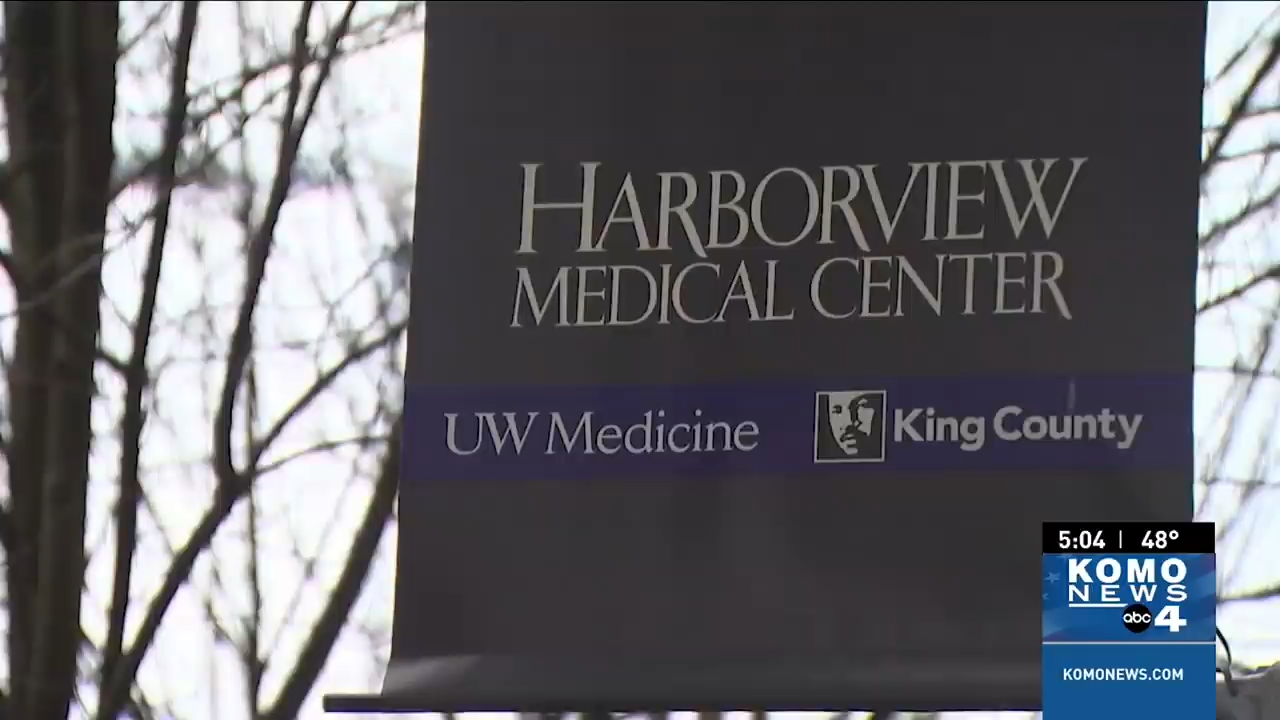 HARBORVIEW
MEDICAL CENTER
UW Medicine
King County
5:04 | 48°
KOMO
NEWS
abc 4
KOMONEWS.COM